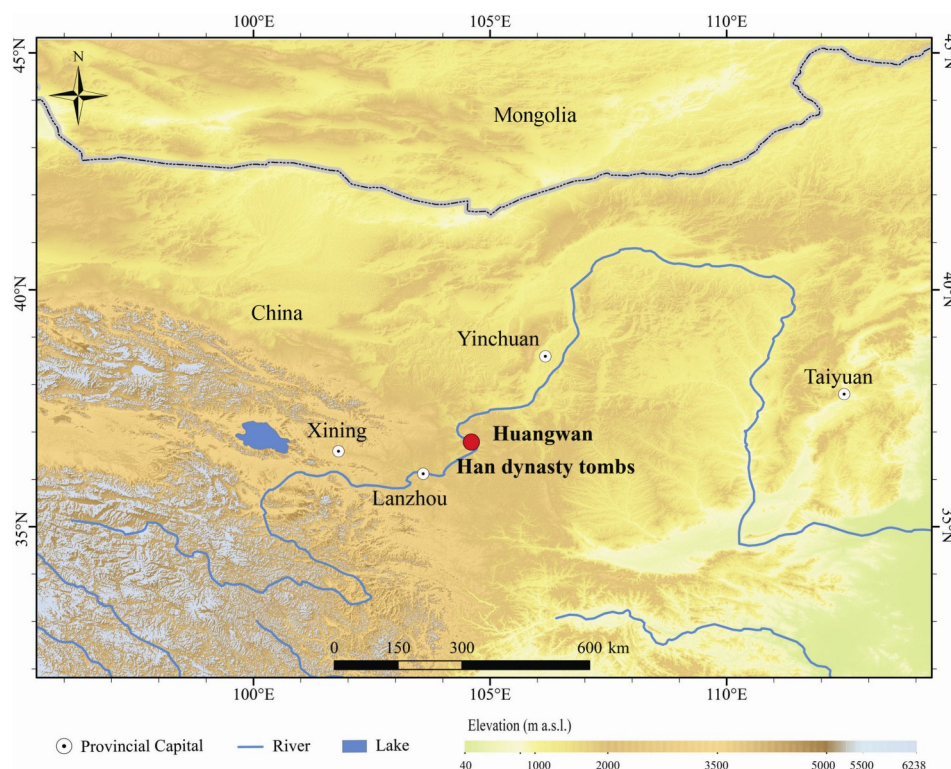 100°E 105°E 110°E
45°N 45°N
N
Mongolia
40°N 40°N
China
Yinchuan
Taiyuan
Xining
Huangwan
Han dynasty tombs
Lanzhou
35°N 35°N
0 150 300 600 km
100°E 105°E 110°E
Provincial Capital River Lake
Elevation (m a.s.l.)
40 1000 2000 3500 5000 5500 6238